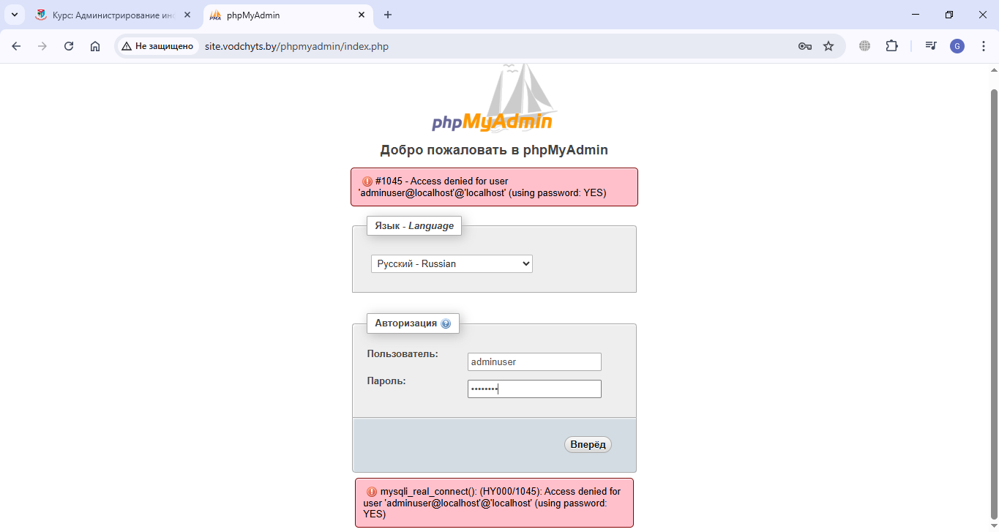 Курс: Администрирование инс
phpMyAdmin
Не защищено
site.vodchyts.by/phpmyadmin/index.php
G
phpMyAdmin
Добро пожаловать в phpMyAdmin
#1045 - Access denied for user
'adminuser@localhost'@'localhost' (using password: YES)
Язык - Language
Русский - Russian
Авторизация
Пользователь:
adminuser
Пароль:
Вперёд
mysqli_real_connect(): (HY000/1045): Access denied for
user 'adminuser@localhost'@'localhost' (using password:
YES)